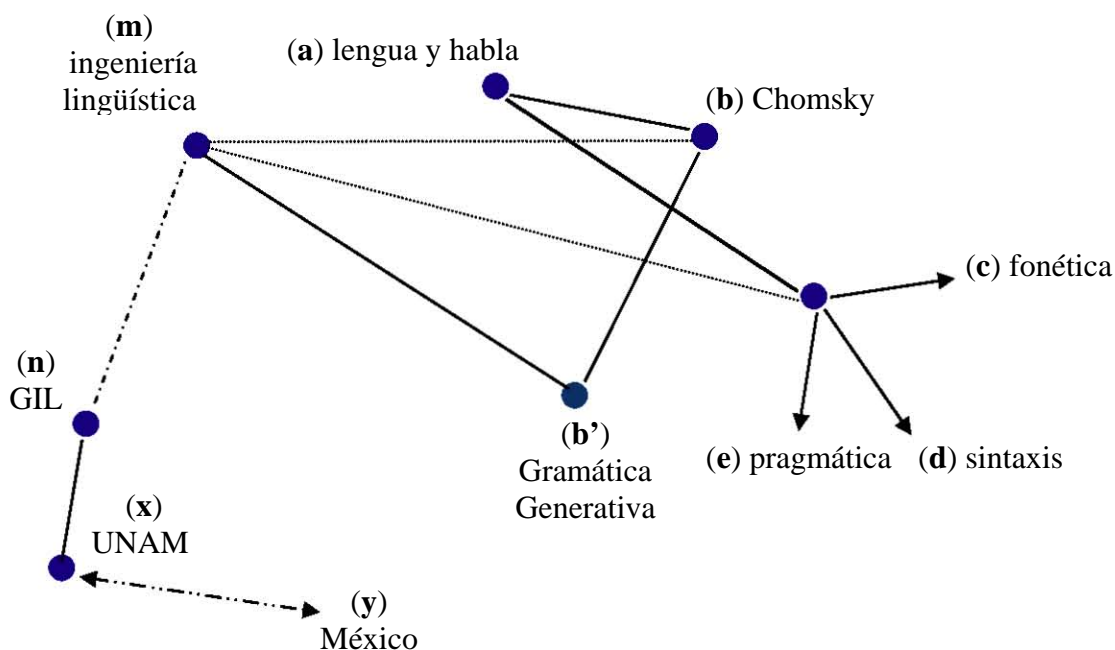 (m)
ingeniería
lingüística
(a) lengua y habla
(b) Chomsky
(c) fonética
(n)
GIL
(b’)
Gramática
Generativa
(e) pragmática
(d) sintaxis
(x)
UNAM
(y)
México